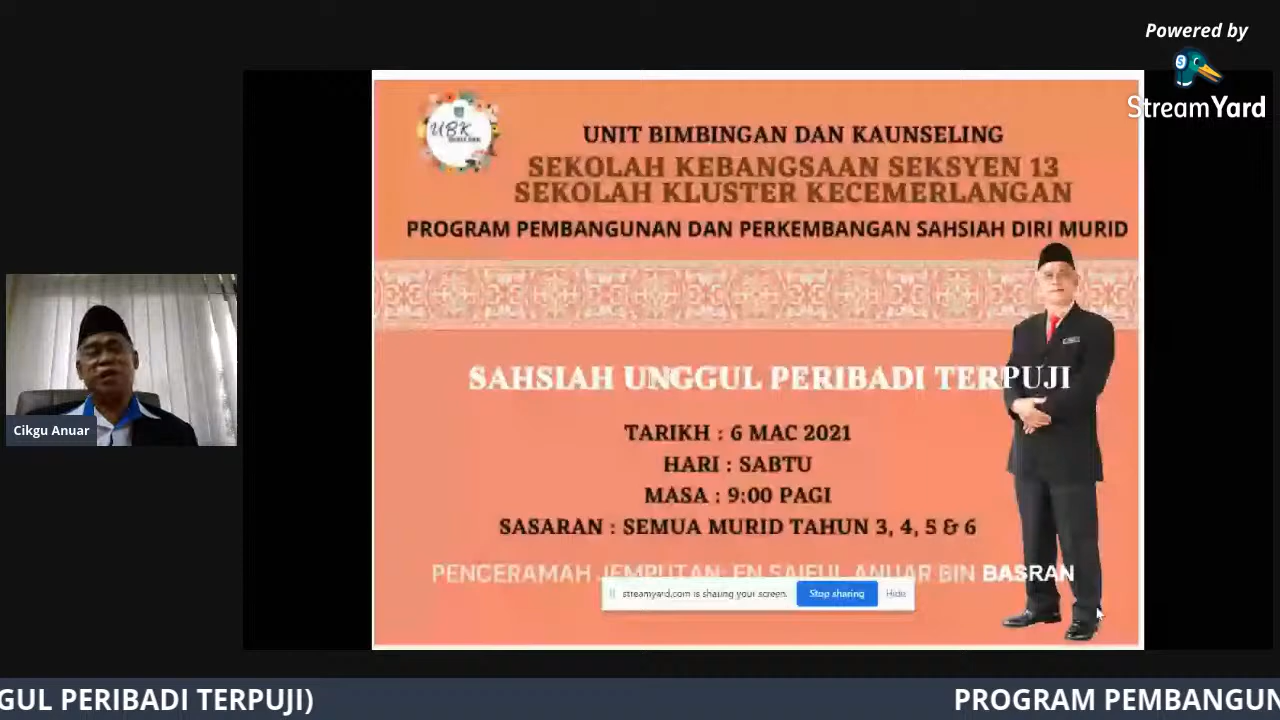 Powered by
StreamYard
UBK
UNIT BIMBINGAN DAN KAUNSELING
SEKOLAH KEBANGSAAN SEKSYEN 13
SEKOLAH KLUSTER KECEMERLANGAN
PROGRAM PEMBANGUNAN DAN PERKEMBANGAN SAHSIAH DIRI MURID
SAHSIAH UNGGUL PERIBADI TERPUJI
TARIKH : 6 MAC 2021
HARI : SABTU
MASA : 9:00 PAGI
SASARAN : SEMUA MURID TAHUN 3, 4, 5 & 6
PENCERAMAH JEMPUTAN: EN SAIFUL ANUAR BIN BASRAN
streamyard.com is sharing your screen. Stop sharing Hide
Cikgu Anuar
GUL PERIBADI TERPUJI) PROGRAM PEMBANGUN